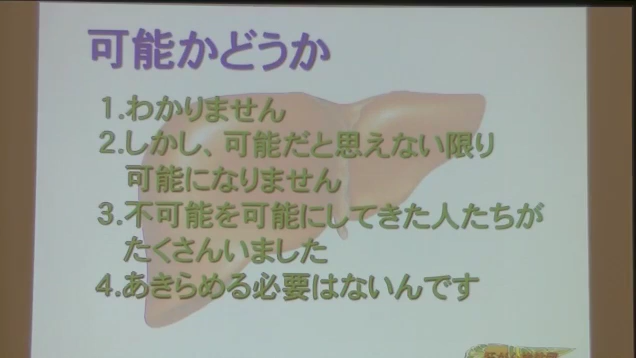 可能かどうか
1.わかりません
2.しかし、可能だと思えない限り
可能になりません
3.不可能を可能にしてきた人たちが
たくさんいました
4.あきらめる必要はないんです